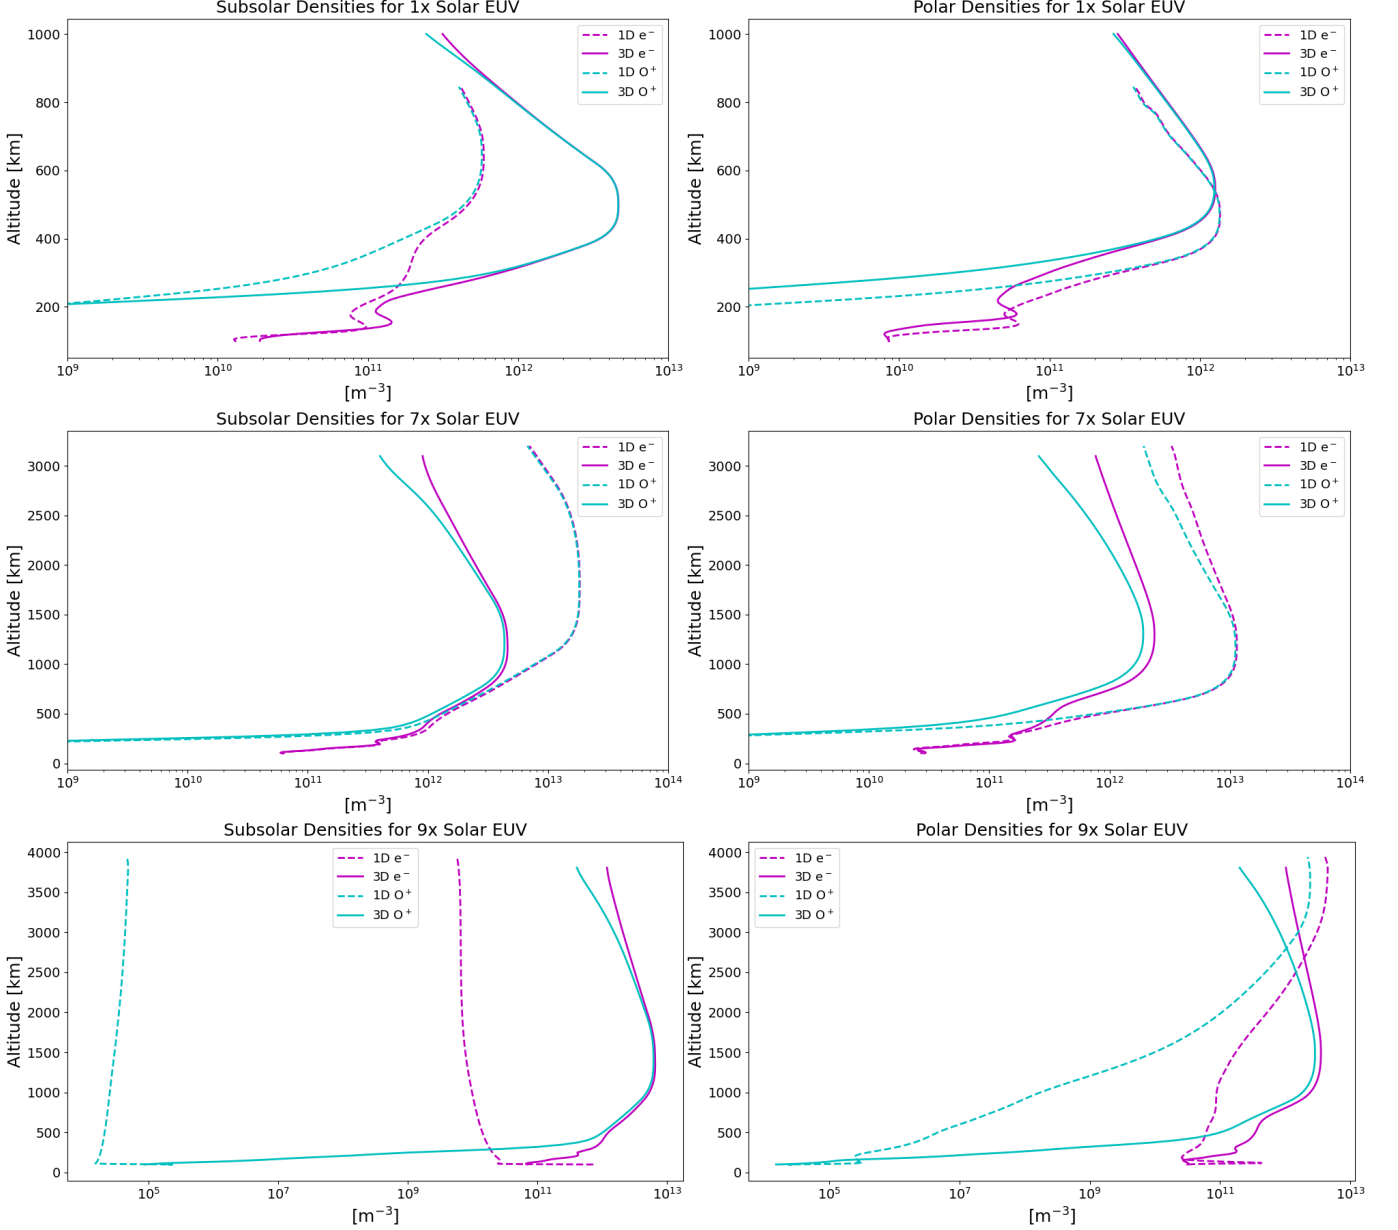 Subsolar Densities for 1x Solar EUV
Altitude [km]
1000
800
600
400
200
10⁹
10¹⁰
10¹¹
10¹²
10¹³
[m⁻³]
1D e⁻
3D e⁻
1D O⁺
3D O⁺
Polar Densities for 1x Solar EUV
Altitude [km]
1000
800
600
400
200
10⁹
10¹⁰
10¹¹
10¹²
10¹³
[m⁻³]
1D e⁻
3D e⁻
1D O⁺
3D O⁺
Subsolar Densities for 7x Solar EUV
Altitude [km]
3000
2500
2000
1500
1000
500
0
10⁹
10¹⁰
10¹¹
10¹²
10¹³
10¹⁴
[m⁻³]
1D e⁻
3D e⁻
1D O⁺
3D O⁺
Polar Densities for 7x Solar EUV
Altitude [km]
3000
2500
2000
1500
1000
500
0
10⁹
10¹⁰
10¹¹
10¹²
10¹³
10¹⁴
[m⁻³]
1D e⁻
3D e⁻
1D O⁺
3D O⁺
Subsolar Densities for 9x Solar EUV
Altitude [km]
4000
3500
3000
2500
2000
1500
1000
500
0
10⁵
10⁷
10⁹
10¹¹
10¹³
[m⁻³]
1D e⁻
3D e⁻
1D O⁺
3D O⁺
Polar Densities for 9x Solar EUV
Altitude [km]
4000
3500
3000
2500
2000
1500
1000
500
0
10⁵
10⁷
10⁹
10¹¹
10¹³
[m⁻³]
1D e⁻
3D e⁻
1D O⁺
3D O⁺